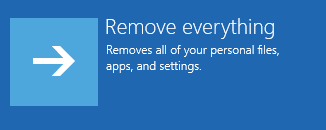 Remove everything
Removes all of your personal files,
apps, and settings.